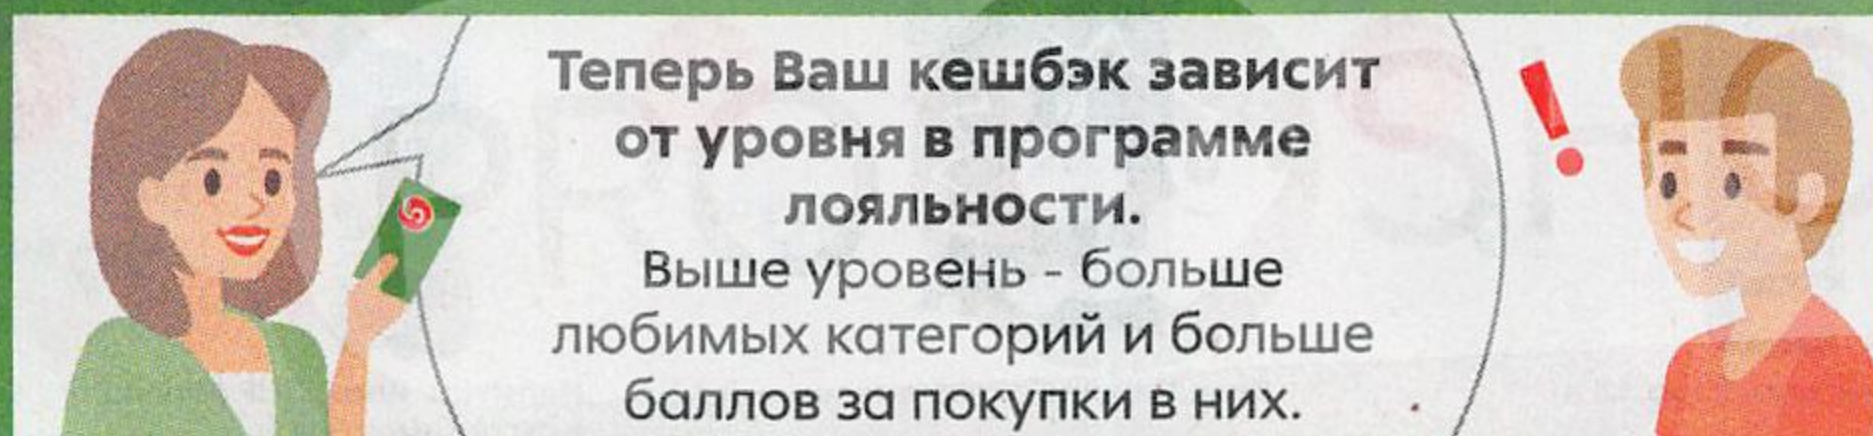 Теперь Ваш кешбэк зависит
от уровня в программе
лояльности.
Выше уровень - больше
любимых категорий и больше
баллов за покупки в них.